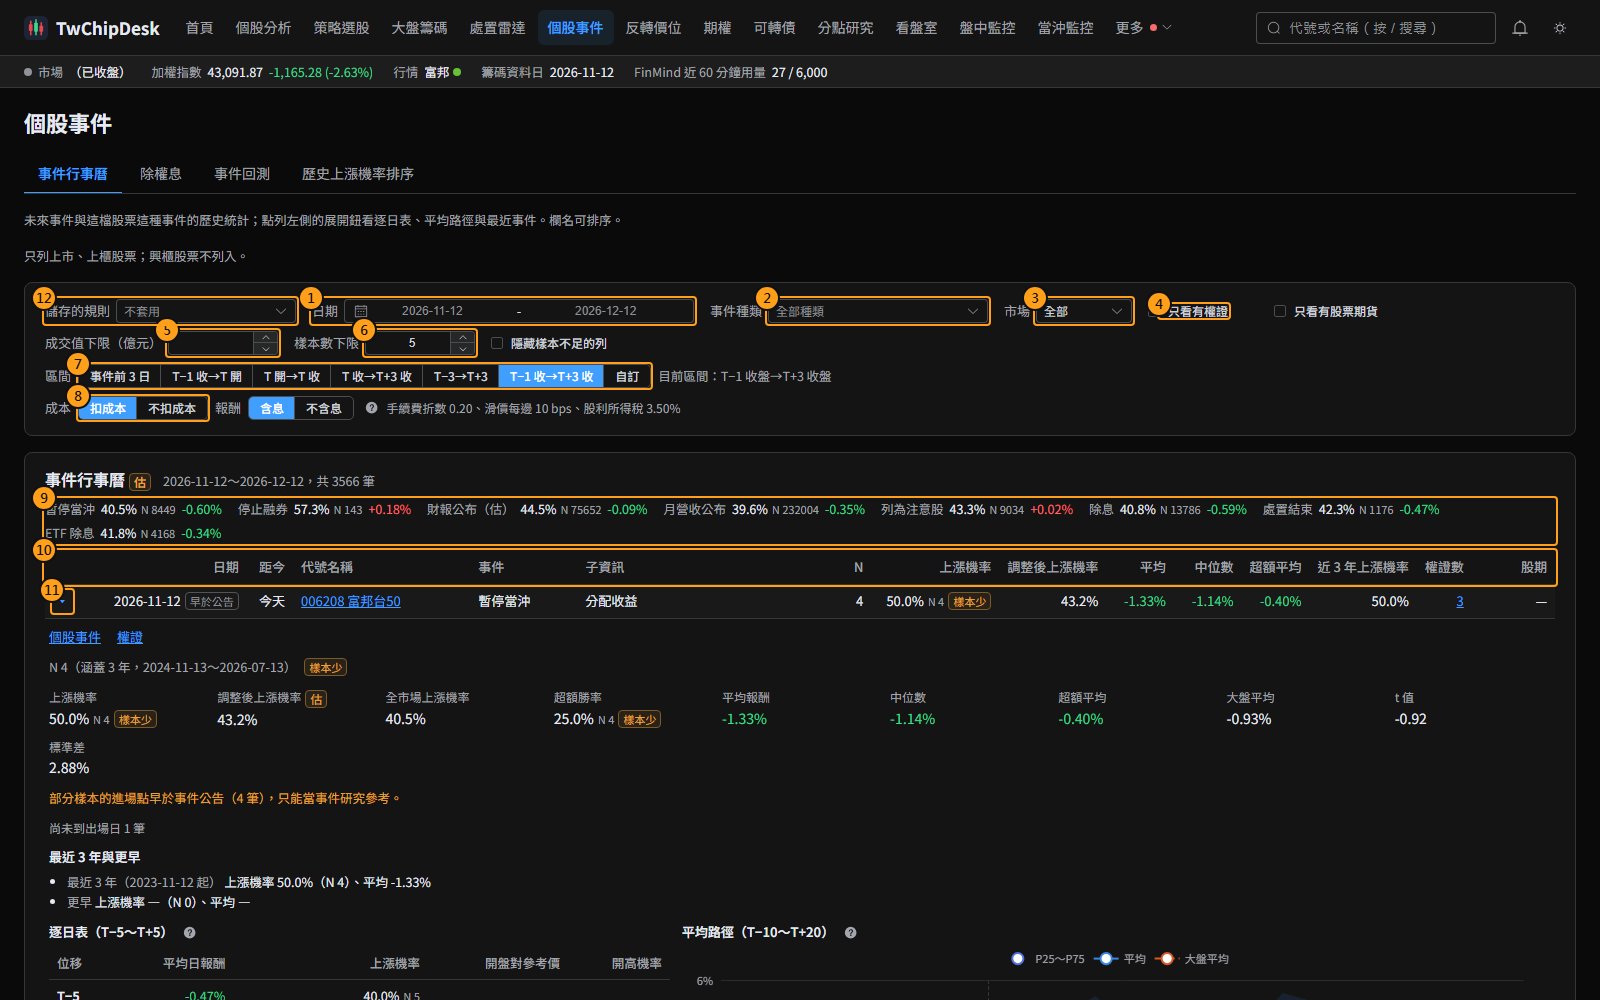 TwChipDesk 首頁 個股分析 策略選股 大盤籌碼 處置雷達 個股事件 反轉價位 期權 可轉債 分點研究 看盤室 盤中監控 當沖監控 更多 代號或名稱 ( 按 / 搜尋 )
市場 (已收盤) 加權指數 43,091.87 -1,165.28 (-2.63%) 行情 富邦 籌碼資料日 2026-11-12 FinMind 近 60 分鐘用量 27 / 6,000
個股事件
事件行事曆 除權息 事件回測 歷史上漲機率排序
未來事件與這檔股票這種事件的歷史統計；點列左側的展開鈕看逐日表、平均路徑與最近事件。欄名可排序。
只列上市、上櫃股票；興櫃股票不列入。
12 儲存的規則 不套用 1 日期 2026-11-12 - 2026-12-12 事件種類 2 全部種類 市場 3 全部 4 只看有權證 只看有股票期貨
成交值下限（億元） 5 樣本數下限 6 5 隱藏樣本不足的列
區間 7 事件前 3 日 T−1 收→T 開 T 開→T 收 T 收→T+3 收 T−3→T+3 T−1 收→T+3 收 自訂 目前區間：T−1 收盤→T+3 收盤
成本 8 扣成本 不扣成本 報酬 含息 不含息 ? 手續費折數 0.20、滑價每邊 10 bps、股利所得稅 3.50%
事件行事曆 估 2026-11-12～2026-12-12，共 3566 筆
9 暫停當沖 40.5% N 8449 -0.60% 停止融券 57.3% N 143 +0.18% 財報公布（估） 44.5% N 75652 -0.09% 月營收公布 39.6% N 232004 -0.35% 列為注意股 43.3% N 9034 +0.02% 除息 40.8% N 13786 -0.59% 處置結束 42.3% N 1176 -0.47%
ETF 除息 41.8% N 4168 -0.34%
10 日期 距今 代號名稱 事件 子資訊 N 上漲機率 調整後上漲機率 平均 中位數 超額平均 近 3 年上漲機率 權證數 股期
11 2026-11-12 早於公告 今天 006208 富邦台50 暫停當沖 分配收益 4 50.0% N 4 樣本少 43.2% -1.33% -1.14% -0.40% 50.0% 3 —
個股事件 權證
N 4（涵蓋 3 年，2024-11-13～2026-07-13） 樣本少
上漲機率 調整後上漲機率 估 全市場上漲機率 超額勝率 平均報酬 中位數 超額平均 大盤平均 t 值
50.0% N 4 樣本少 43.2% 40.5% 25.0% N 4 樣本少 -1.33% -1.14% -0.40% -0.93% -0.92
標準差
2.88%
部分樣本的進場點早於事件公告（4 筆），只能當事件研究參考。
尚未到出場日 1 筆
最近 3 年與更早
最近 3 年（2023-11-12 起） 上漲機率 50.0%（N 4）、平均 -1.33%
更早 上漲機率 —（N 0）、平均 —
逐日表（T−5～T+5） ? 平均路徑（T−10～T+20） ?
位移 平均日報酬 上漲機率 開盤對參考價 開高機率 P25～P75 平均 大盤平均
6%
T−5 -0.47% 40.0% N 5